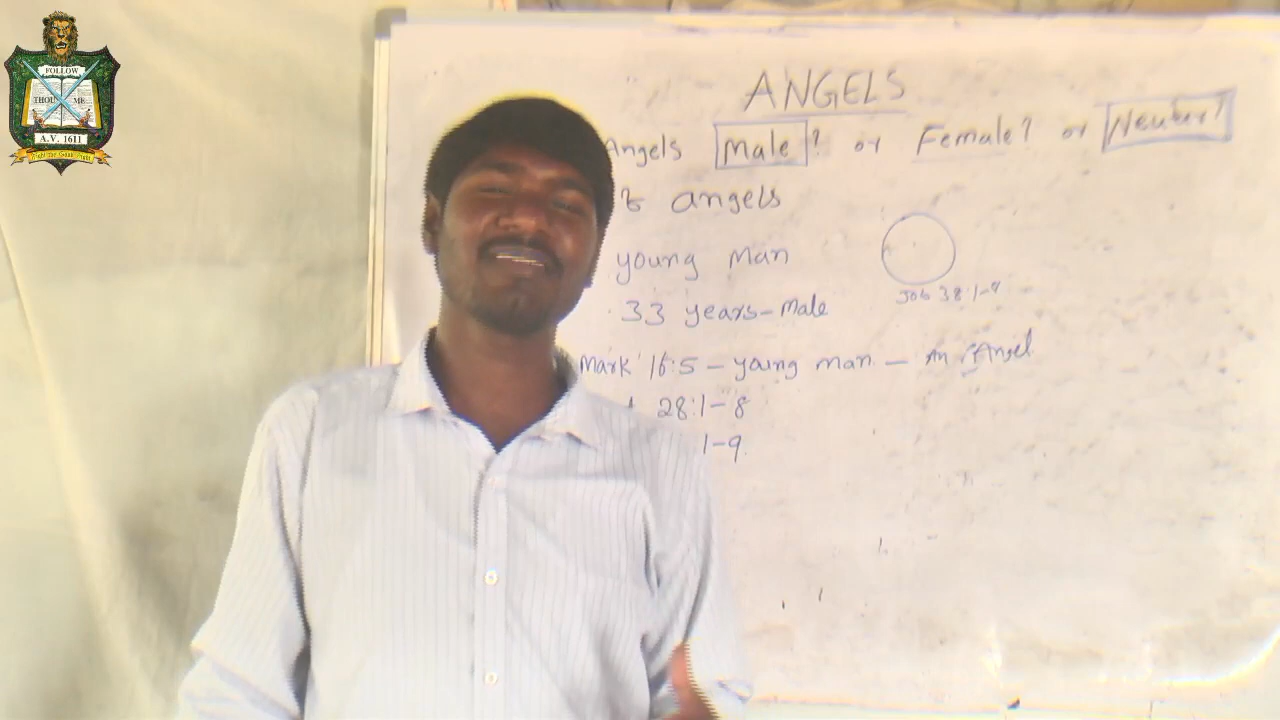 FOLLOW
THOU ME
A.V. 1611
ANGELS
Angels Male? or Female? or Neuter?
angels
young man
33 years-Male
Job 38:1-
Mark 16:5 - young man - An Angel
28:1-8
1-9